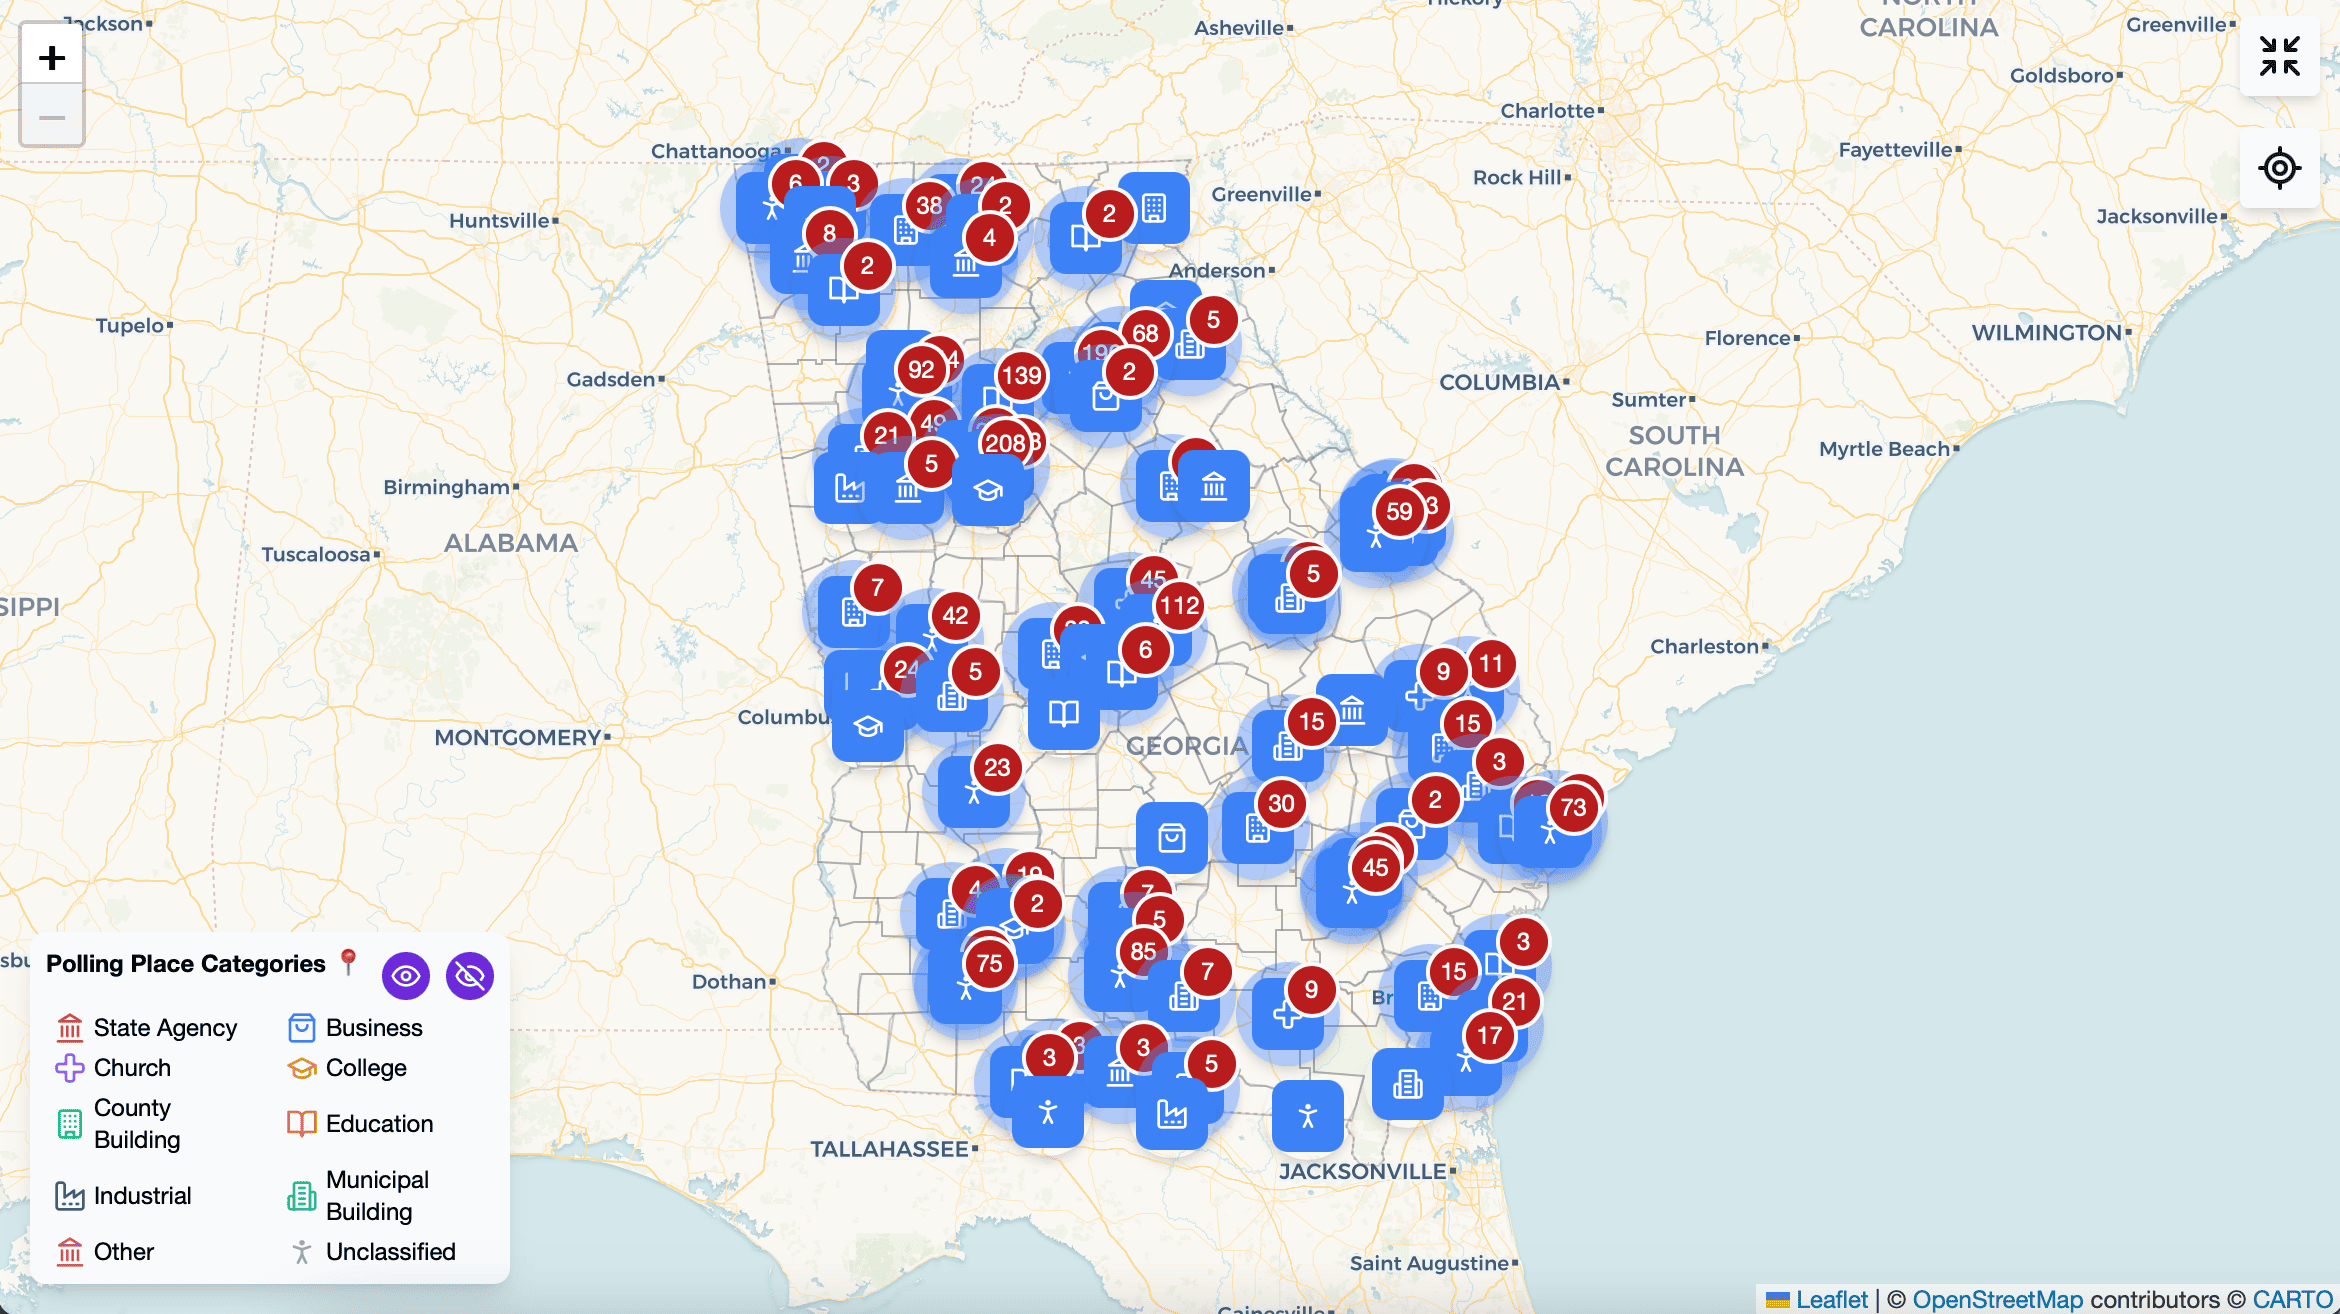 Jackson
Asheville
NORTH
CAROLINA
Greenville
Goldsboro
Charlotte
Chattanooga
Fayetteville
Rock Hill
Greenville
Huntsville
Jacksonville
Anderson
Tupelo
WILMINGTON
Florence
Gadsden
COLUMBIA
Sumter
SOUTH
CAROLINA
Myrtle Beach
Birmingham
ALABAMA
Tuscaloosa
SIPPI
Charleston
Columbu
MONTGOMERY
GEORGIA
Dothan
Br
TALLAHASSEE
JACKSONVILLE
Saint Augustine
Gainesville
+
−
6
3
38
2
2
8
4
2
5
68
92
139
2
21
208
5
59
3
5
7
45
42
112
6
24
5
9
11
15
15
23
3
30
2
73
45
4
2
7
5
75
85
7
9
15
3
21
17
3
3
5
Polling Place Categories
State Agency
Business
Church
College
County
Building
Education
Industrial
Municipal
Building
Other
Unclassified
Leaflet | © OpenStreetMap contributors © CARTO